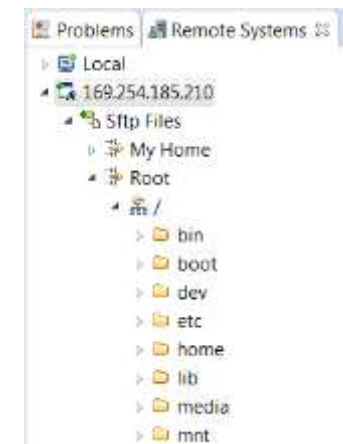 Problems Remote Systems
Local
169.254.185.210
Sftp Files
My Home
Root
/
bin
boot
dev
etc
home
lib
media
mnt